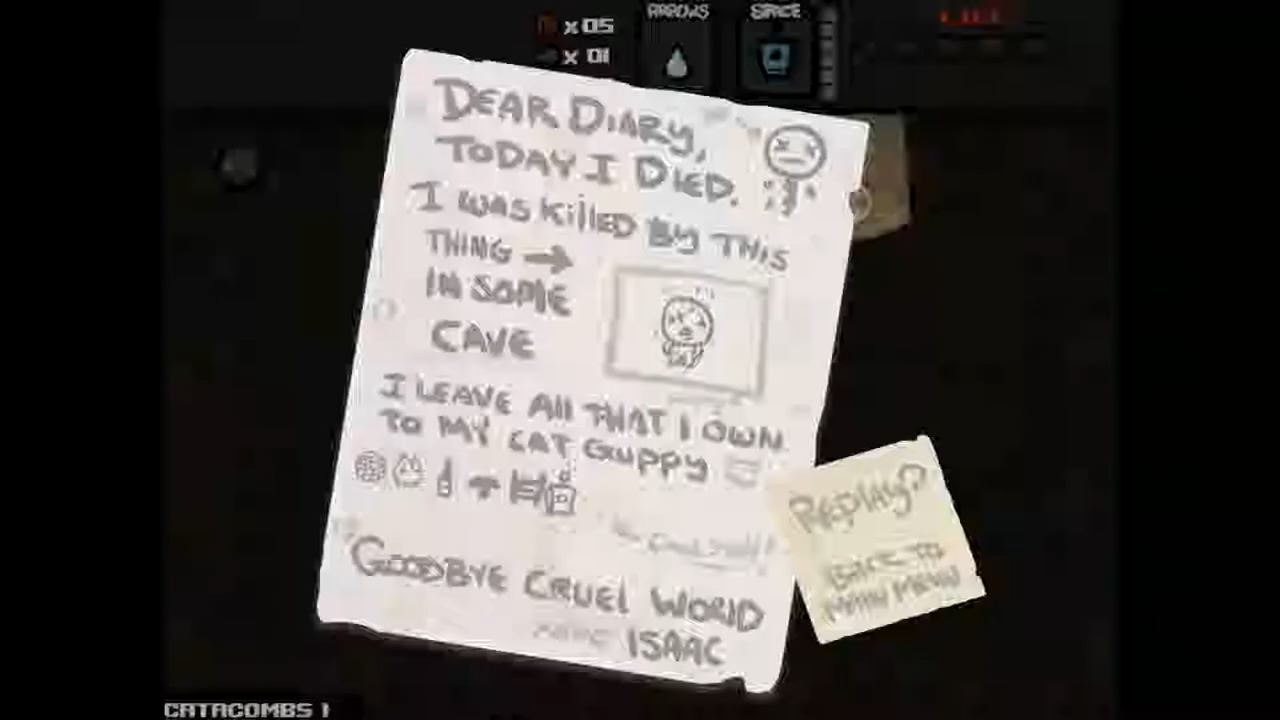 ARROWS
SPACE
x 05
x 01
DEAR DIARY,
TODAY I DIED.
I WAS KILLED BY THIS
THING →
IN SOME
CAVE
I LEAVE ALL THAT I OWN
TO MY CAT GUPPY
GOODBYE CRUEL WORLD
ISAAC
REPLAY?
BACK TO
MAIN MENU
CATACOMBS 1